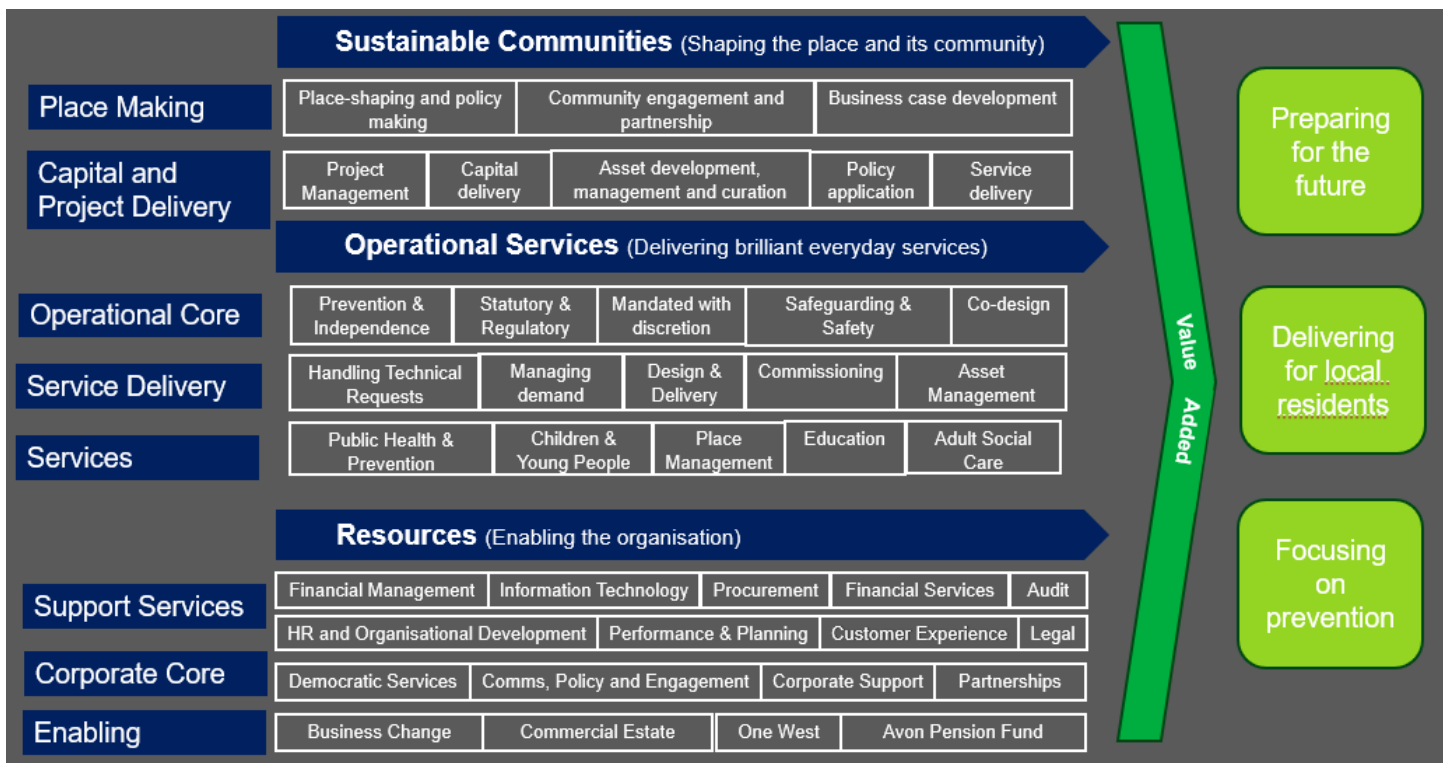 Sustainable Communities (Shaping the place and its community)
Place Making
Place-shaping and policy
making
Community engagement and
partnership
Business case development
Capital and
Project Delivery
Project
Management
Capital
delivery
Asset development,
management and curation
Policy
application
Service
delivery
Operational Services (Delivering brilliant everyday services)
Operational Core
Prevention &
Independence
Statutory &
Regulatory
Mandated with
discretion
Safeguarding &
Safety
Co-design
Service Delivery
Handling Technical
Requests
Managing
demand
Design &
Delivery
Commissioning
Asset
Management
Services
Public Health &
Prevention
Children &
Young People
Place
Management
Education
Adult Social
Care
Resources (Enabling the organisation)
Support Services
Financial Management
Information Technology
Procurement
Financial Services
Audit
HR and Organisational Development
Performance & Planning
Customer Experience
Legal
Corporate Core
Democratic Services
Comms, Policy and Engagement
Corporate Support
Partnerships
Enabling
Business Change
Commercial Estate
One West
Avon Pension Fund
Value Added
Preparing
for the
future
Delivering
for local
residents
Focusing
on
prevention